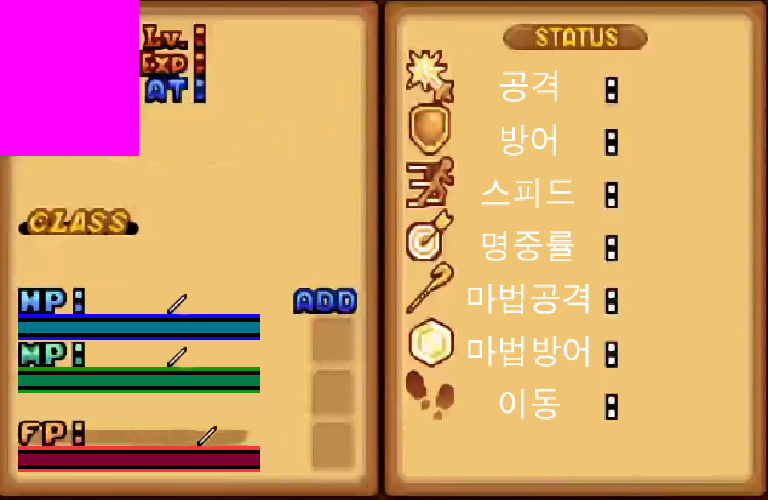 Lv.:
EXP:
AT:
CLASS
HP: /
ADD
MP: /
FP: /
STATUS
공격 :
방어 :
스피드 :
명중률 :
마법공격 :
마법방어 :
이동 :